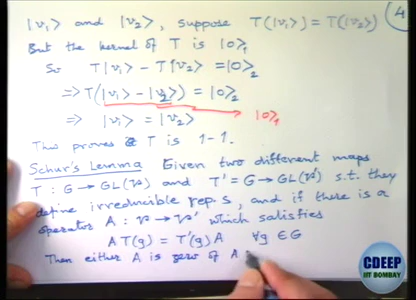 |v₁> and |v₂>, suppose T(|v₁>) = T(|v₂>)
4
But the kernel of T is |0>₁
So T|v₁> - T|v₂> = |0>₂
=> T(|v₁> - |v₂>) = |0>₂
=> |v₁> = |v₂> |0>₁
This proves T is 1-1.
Schur's Lemma Given two different maps
T : G → GL(V) and T' = G → GL(V') s.t. they
define irreducible rep.s, and if there is a
operator A : V → V' which satisfies
A T(g) = T'(g) A ∀g ∈ G
Then either A is zero of A
CDEEP
IIT BOMBAY